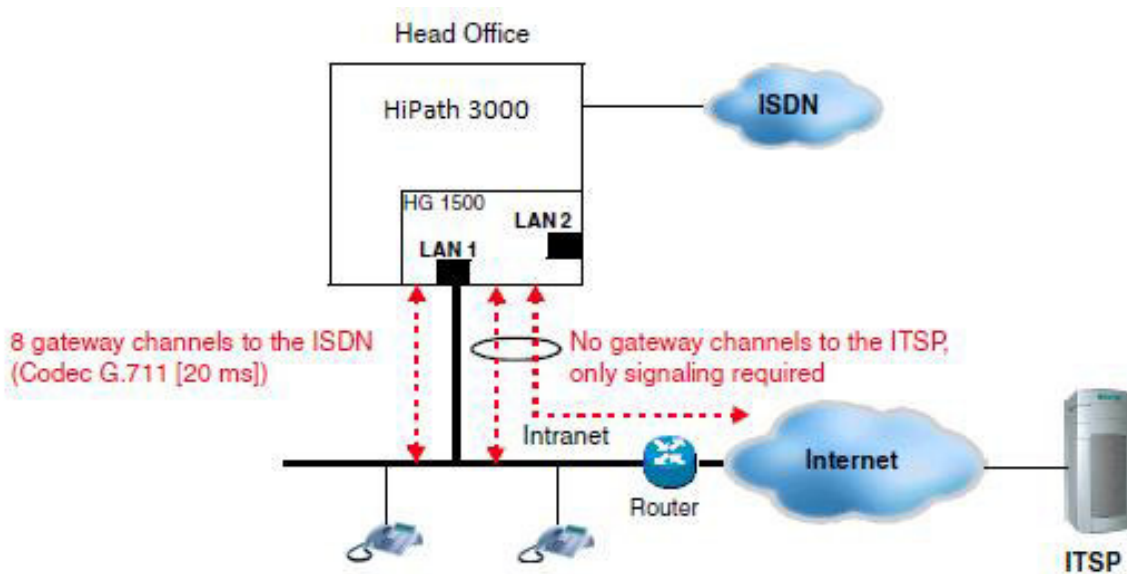 Head Office
HiPath 3000
ISDN
HG 1500
LAN 2
LAN 1
8 gateway channels to the ISDN
(Codec G.711 [20 ms])
No gateway channels to the ITSP,
only signaling required
Intranet
Internet
Router
ITSP